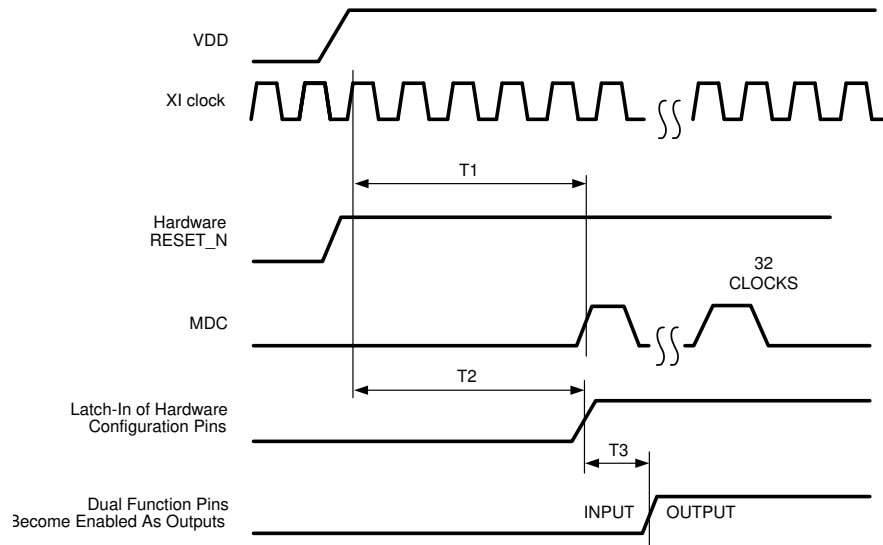 VDD
XI clock
T1
Hardware
RESET_N
32
CLOCKS
MDC
T2
Latch-In of Hardware
Configuration Pins
T3
Dual Function Pins
Become Enabled As Outputs
INPUT
OUTPUT